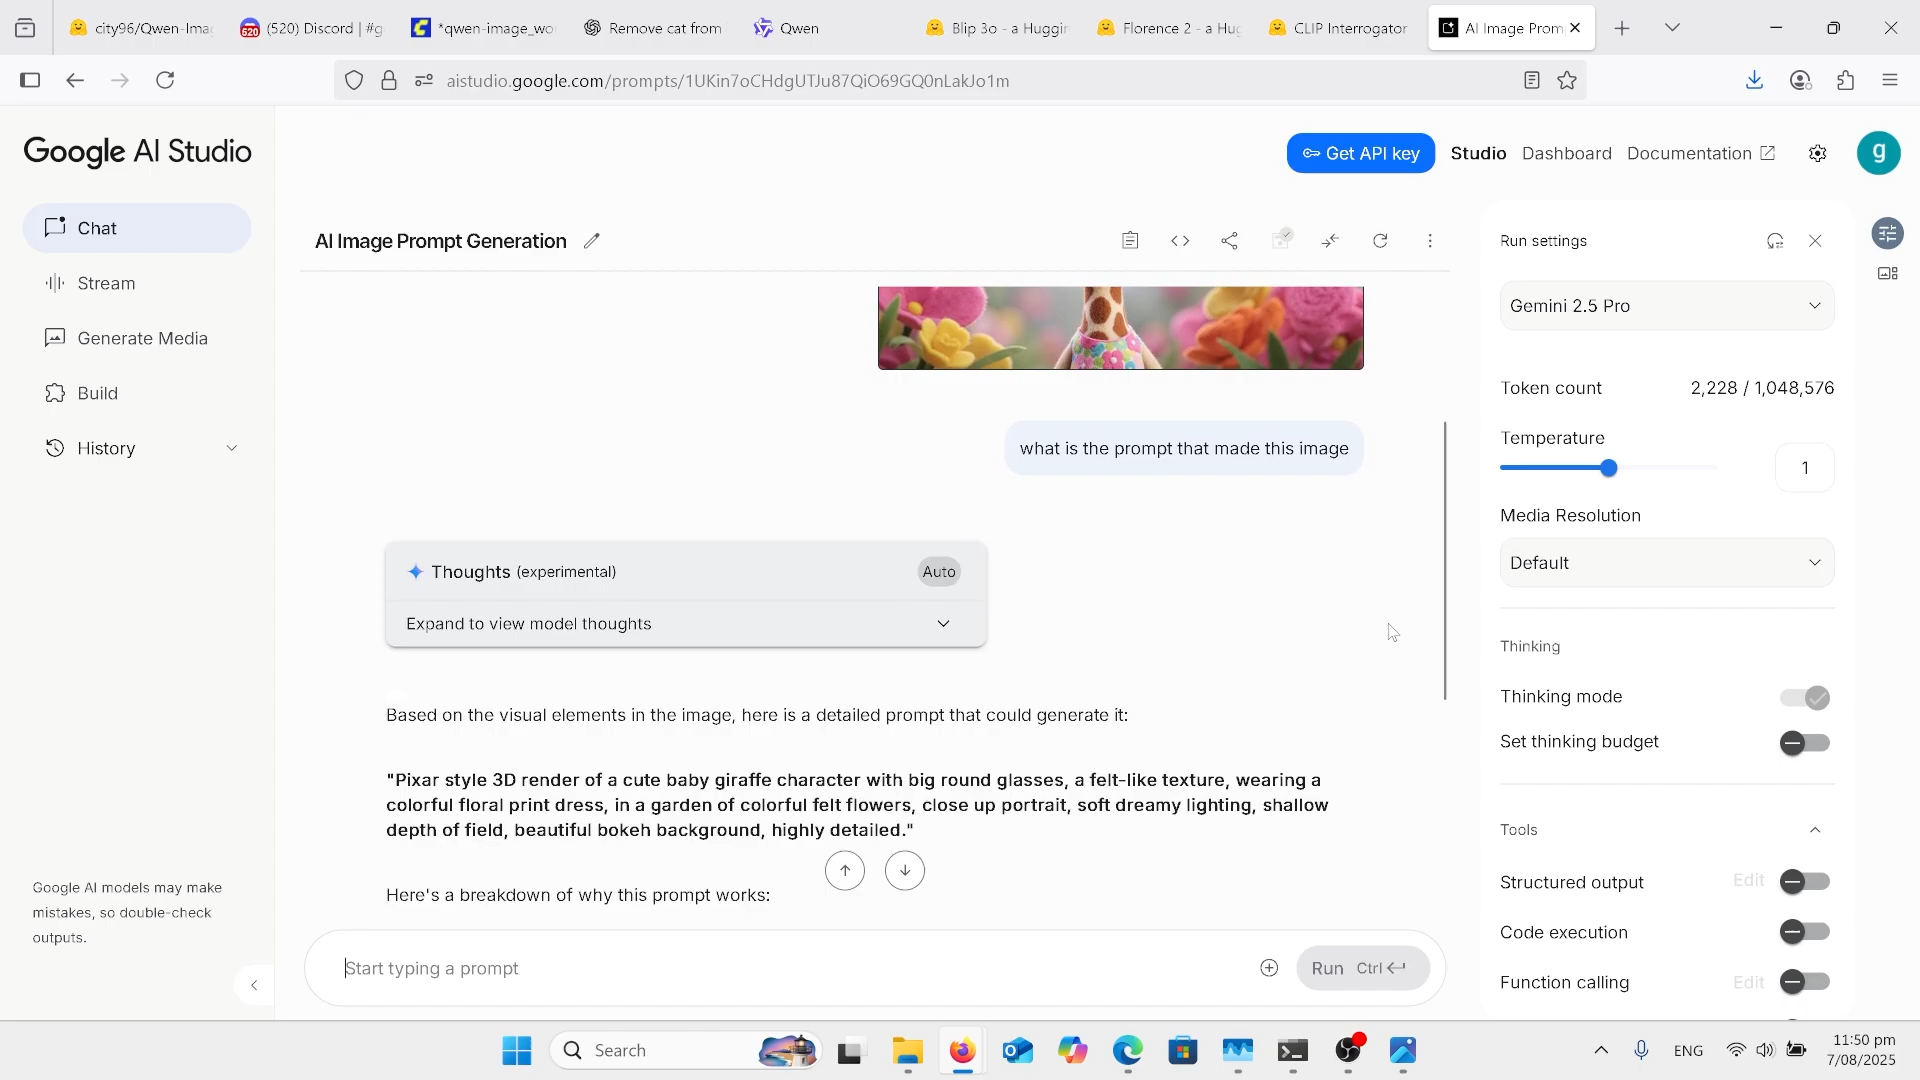 city96/Qwen-Ima
(520) Discord | #g
*qwen-image_wo
Remove cat from
Qwen
Blip 3o - a Huggin
Florence 2 - a Hug
CLIP Interrogator
AI Image Prom
aistudio.google.com/prompts/1UKin7oCHdgUTJu87QiO69GQ0nLakJo1m
Google AI Studio
Get API key
Studio
Dashboard
Documentation
g
Chat
Stream
Generate Media
Build
History
Google AI models may make
mistakes, so double-check
outputs.
AI Image Prompt Generation
what is the prompt that made this image
Thoughts (experimental)
Auto
Expand to view model thoughts
Based on the visual elements in the image, here is a detailed prompt that could generate it:
"Pixar style 3D render of a cute baby giraffe character with big round glasses, a felt-like texture, wearing a
colorful floral print dress, in a garden of colorful felt flowers, close up portrait, soft dreamy lighting, shallow
depth of field, beautiful bokeh background, highly detailed."
Here's a breakdown of why this prompt works:
Start typing a prompt
Run Ctrl
Run settings
Gemini 2.5 Pro
Token count 2,228 / 1,048,576
Temperature
1
Media Resolution
Default
Thinking
Thinking mode
Set thinking budget
Tools
Structured output Edit
Code execution
Function calling Edit
Search
ENG
11:50 pm
7/08/2025